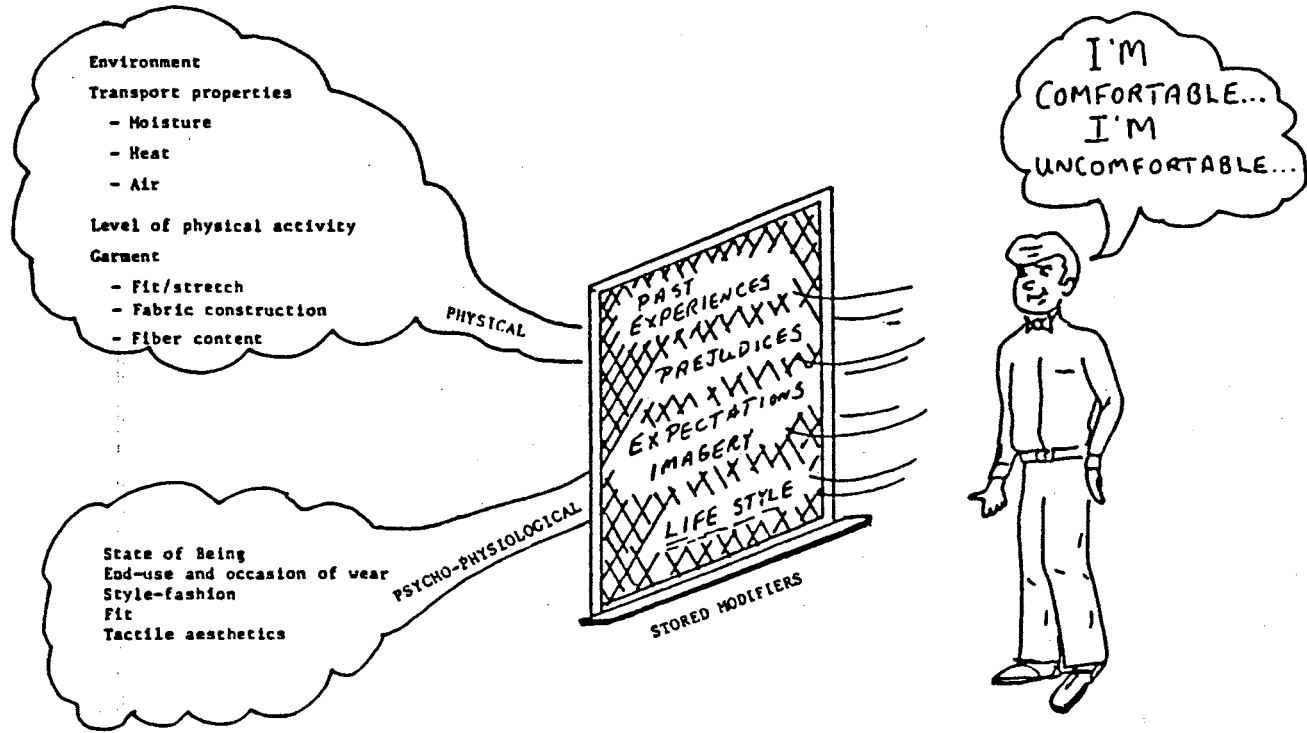 Environment
Transport properties
- Moisture
- Heat
- Air
Level of physical activity
Garment
- Fit/stretch
- Fabric construction
- Fiber content
PHYSICAL
State of Being
End-use and occasion of wear
Style-fashion
Fit
Tactile aesthetics
PSYCHO-PHYSIOLOGICAL
PAST
EXPERIENCES
PREJUDICES
EXPECTATIONS
IMAGERY
LIFE STYLE
STORED MODIFIERS
I'M
COMFORTABLE...
I'M
UNCOMFORTABLE...